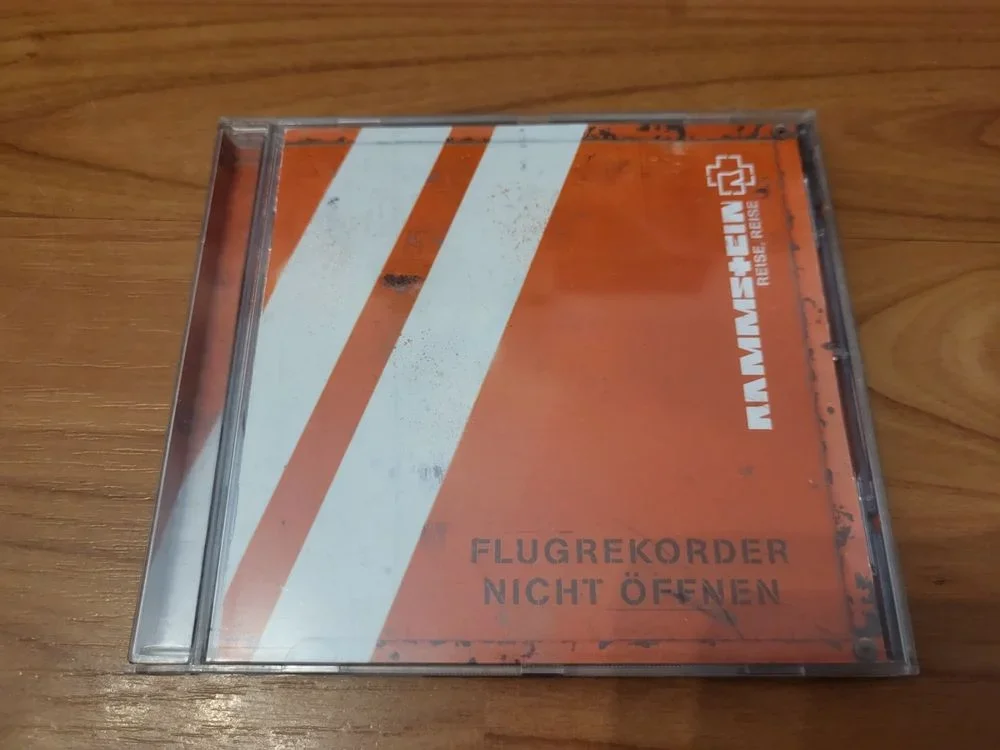 RAMMSTEIN
REISE, REISE
FLUGREKORDER
NICHT ÖFFNEN